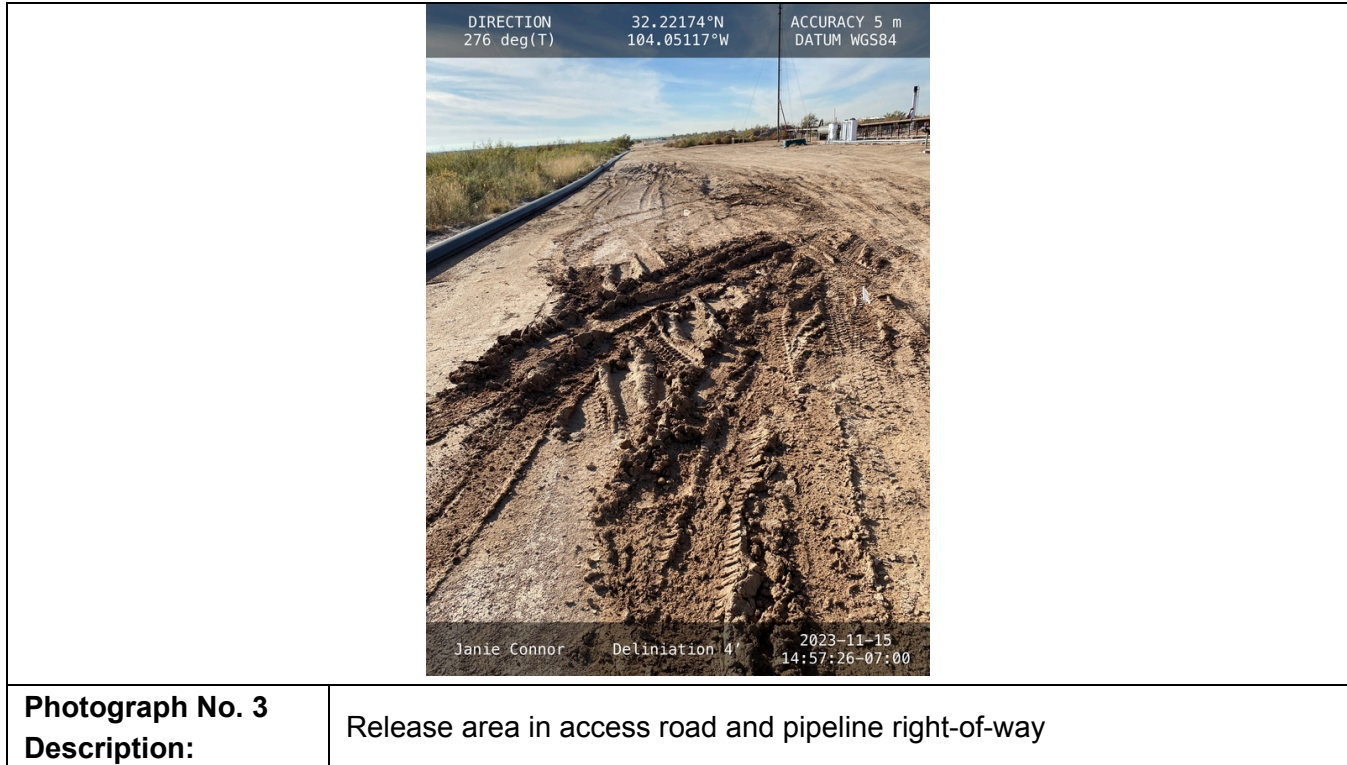 DIRECTION
276 deg(T)
32.22174°N
104.05117°W
ACCURACY 5 m
DATUM WGS84
Janie Connor
Deliniation 4'
2023-11-15
14:57:26-07:00
Photograph No. 3
Description:
Release area in access road and pipeline right-of-way